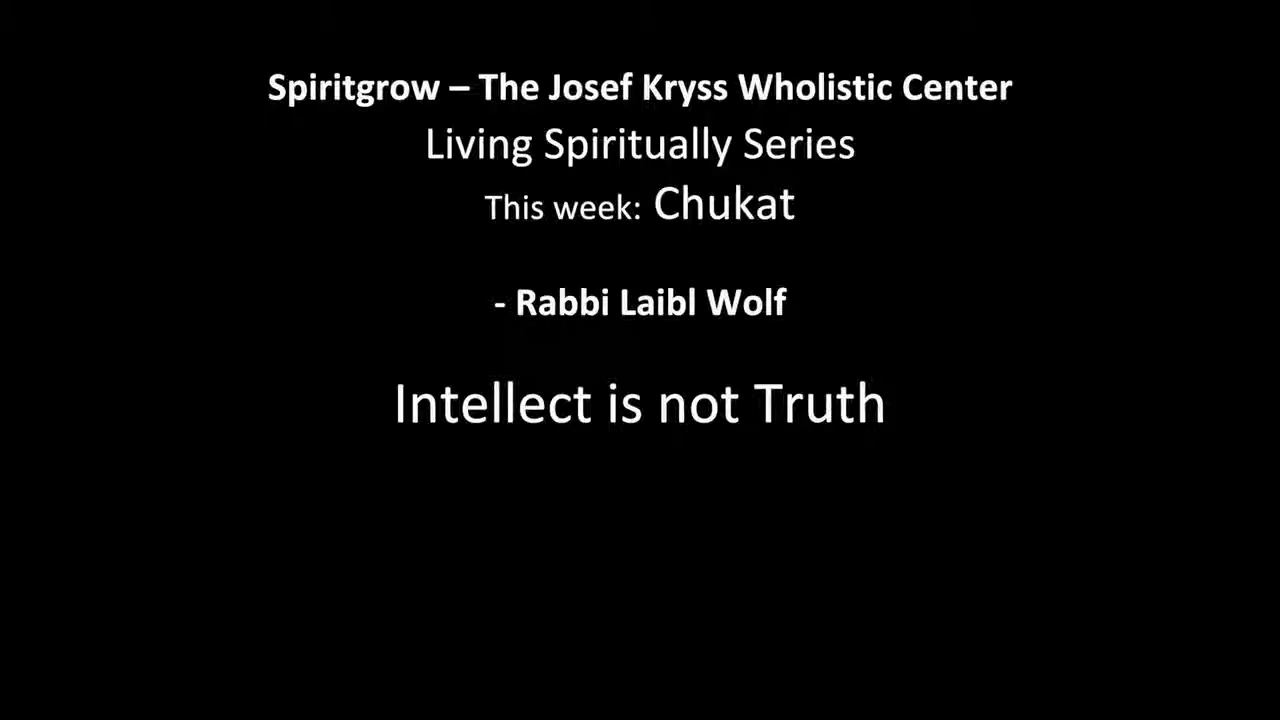 Spiritgrow – The Josef Kryss Wholistic Center
Living Spiritually Series
This week: Chukat
- Rabbi Laibl Wolf
Intellect is not Truth